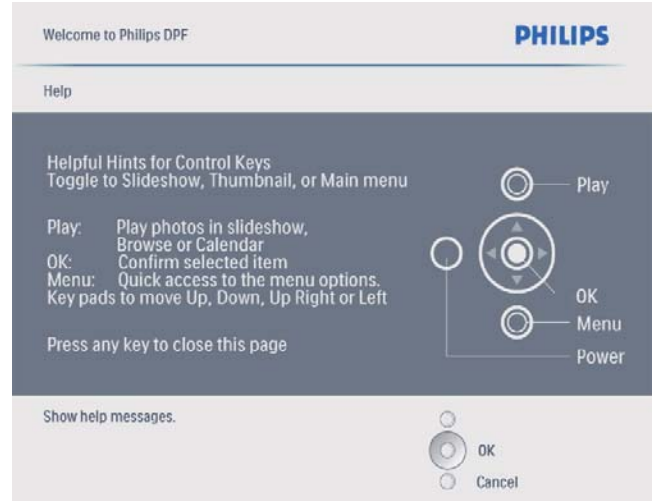 Welcome to Philips DPF
PHILIPS
Help
Helpful Hints for Control Keys
Toggle to Slideshow, Thumbnail, or Main menu
Play: Play photos in slideshow,
Browse or Calendar
OK: Confirm selected item
Menu: Quick access to the menu options.
Key pads to move Up, Down, Up Right or Left
Press any key to close this page
Play
OK
Menu
Power
Show help messages.
OK
Cancel